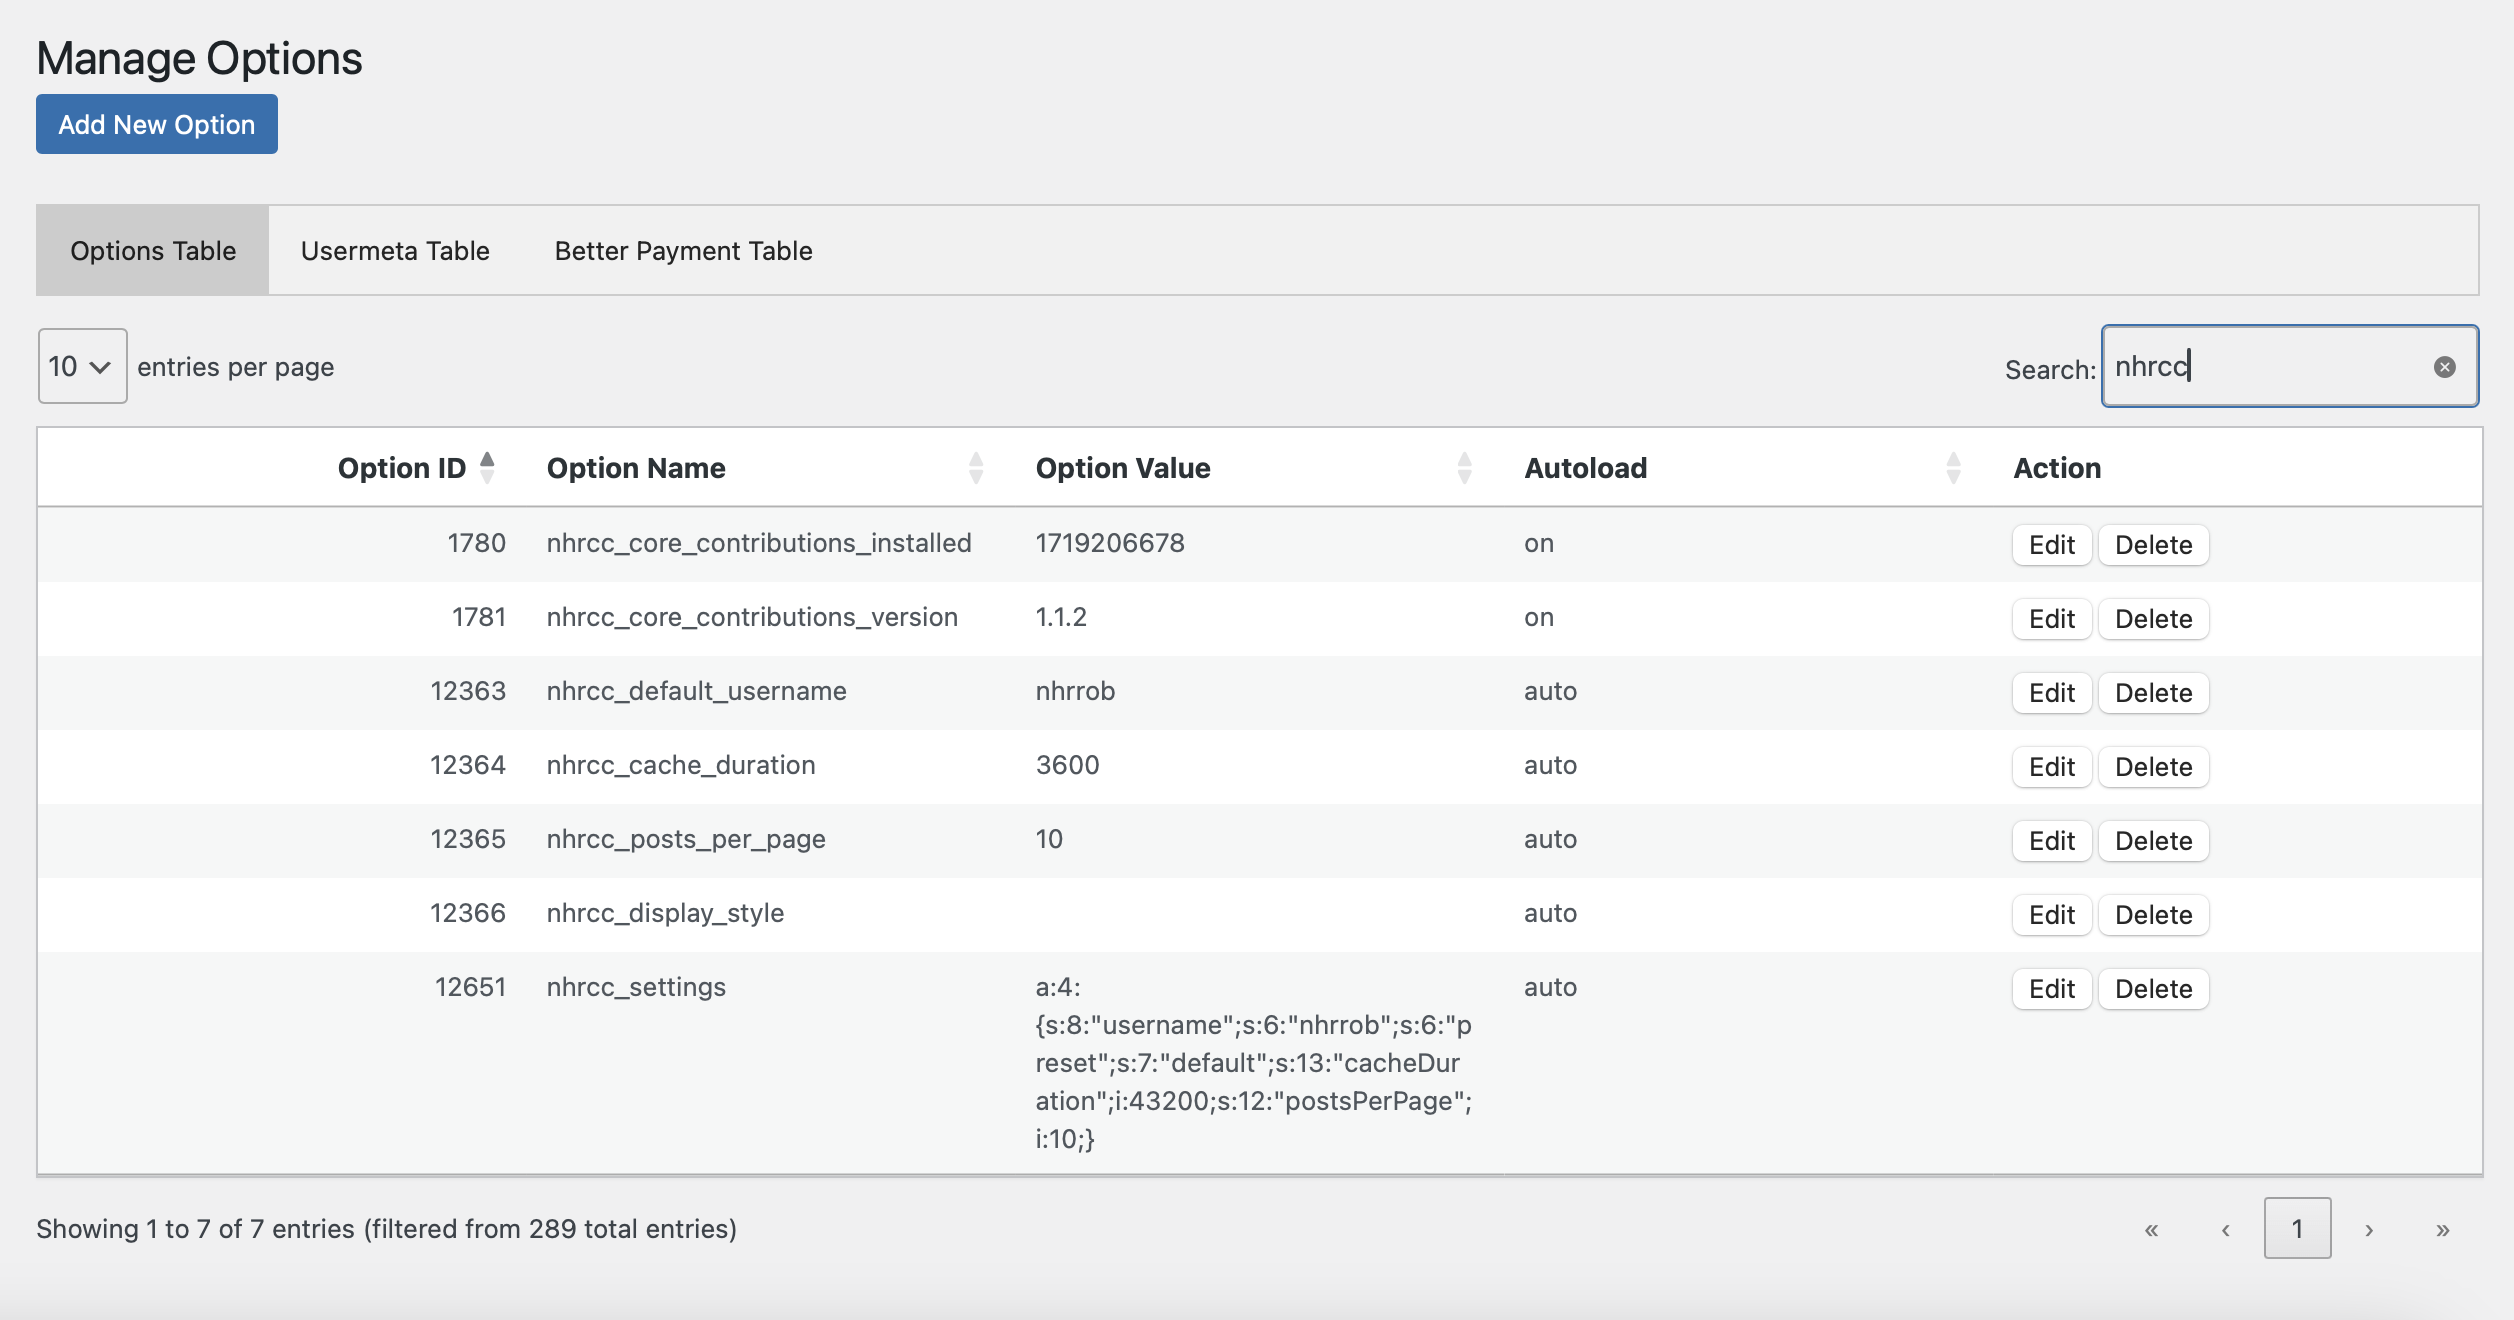 Manage Options
Add New Option
Options Table Usermeta Table Better Payment Table
10 entries per page Search: nhrcc
Option ID Option Name Option Value Autoload Action
1780 nhrcc_core_contributions_installed 1719206678 on Edit Delete
1781 nhrcc_core_contributions_version 1.1.2 on Edit Delete
12363 nhrcc_default_username nhrrob auto Edit Delete
12364 nhrcc_cache_duration 3600 auto Edit Delete
12365 nhrcc_posts_per_page 10 auto Edit Delete
12366 nhrcc_display_style auto Edit Delete
12651 nhrcc_settings a:4: auto Edit Delete
{s:8:"username";s:6:"nhrrob";s:6:"p
reset";s:7:"default";s:13:"cacheDur
ation";i:43200;s:12:"postsPerPage";
i:10;}
Showing 1 to 7 of 7 entries (filtered from 289 total entries) « ‹ 1 › »